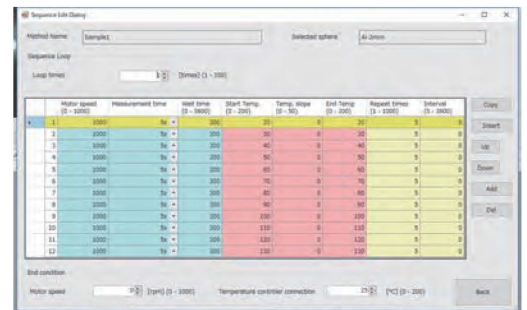 Sequence Edit Dialog
Method Name Sample1 Selected sphere Al-2mm
Sequence Loop
Loop times 1 [times] (1 - 100)
Motor speed Measurement time Wait time Start Temp. Temp. slope End Temp Repeat times Interval
(0 - 1000) (0 - 3600) (0 - 200) (0 - 50) (0 - 200) (1 - 1000) (0 - 3600)
1 1000 5s 300 20 0 20 5 0
2 1000 5s 300 30 0 30 5 0
3 1000 5s 300 40 0 40 5 0
4 1000 5s 300 50 0 50 5 0
5 1000 5s 300 60 0 60 5 0
6 1000 5s 300 70 0 70 5 0
7 1000 5s 300 80 0 80 5 0
8 1000 5s 300 90 0 90 5 0
9 1000 5s 300 100 0 100 5 0
10 1000 5s 300 110 0 110 5 0
11 1000 5s 300 120 0 120 5 0
12 1000 5s 300 130 0 130 5 0
Copy
Insert
Up
Down
Add
Del
End condition
Motor speed 0 [rpm] (0 - 1000) Temperature controller connection 25 [°C] (0 - 200)
Back